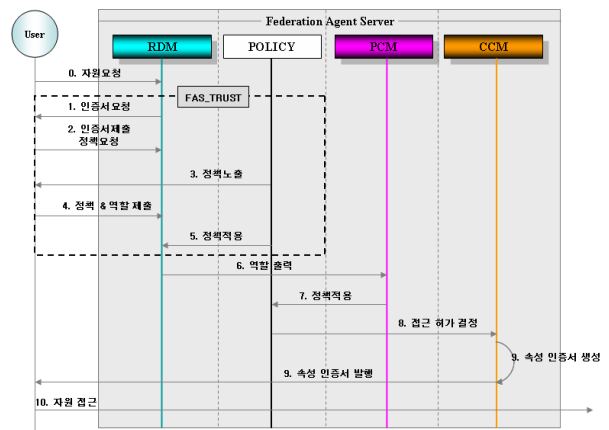 Federation Agent Server
User
RDM
POLICY
PCM
CCM
0. 자원요청
FAS_TRUST
1. 인증서요청
2. 인증서제출
정책요청
3. 정책노출
4. 정책 & 역할 제출
5. 정책적용
6. 역할 출력
7. 정책적용
8. 접근 허가 결정
9. 속성 인증서 생성
9. 속성 인증서 발행
10. 자원 접근